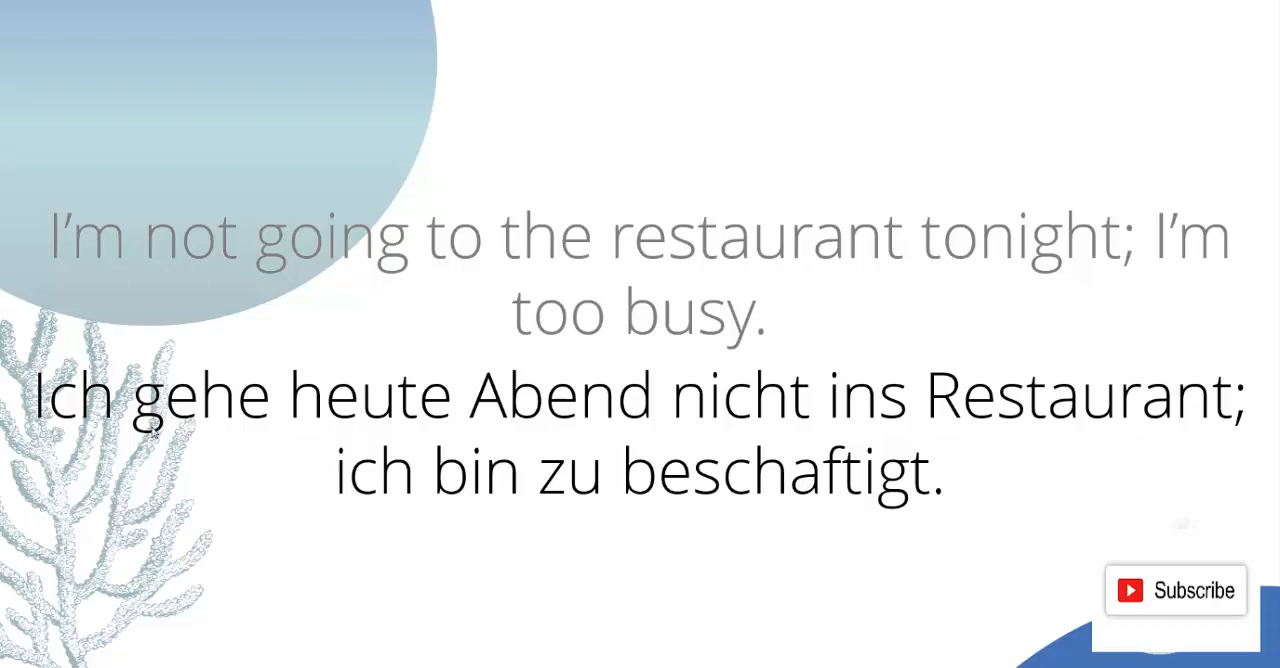 I’m not going to the restaurant tonight; I’m
too busy.
Ich gehe heute Abend nicht ins Restaurant;
ich bin zu beschaftigt.
Subscribe